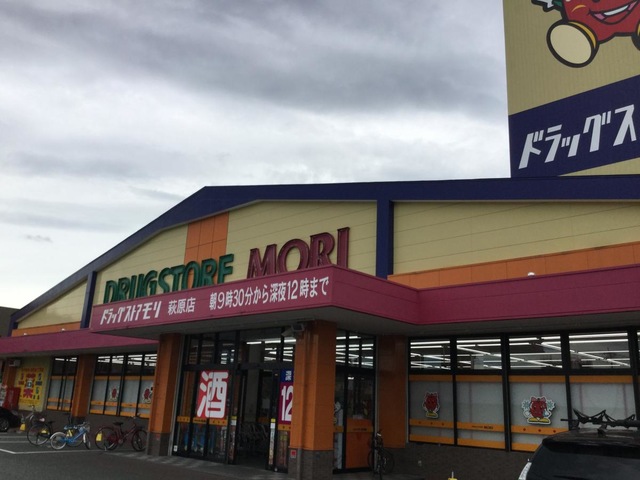 ドラッグス
DRUGSTORE MORI
ドラッグストアモリ 萩原店 朝9時30分から深夜12時まで
酒
深
12